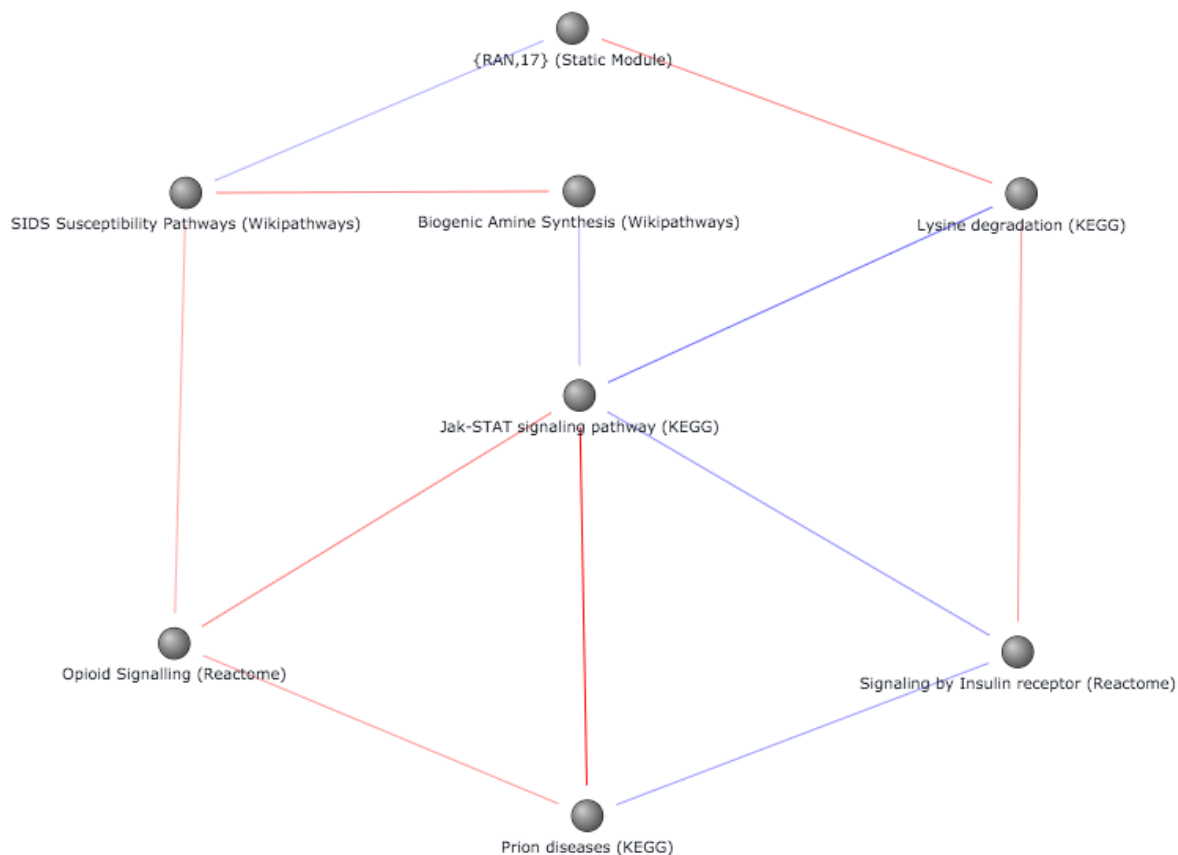 {RAN,17} (Static Module)
SIDS Susceptibility Pathways (Wikipathways)
Biogenic Amine Synthesis (Wikipathways)
Lysine degradation (KEGG)
Jak-STAT signaling pathway (KEGG)
Opioid Signalling (Reactome)
Signaling by Insulin receptor (Reactome)
Prion diseases (KEGG)